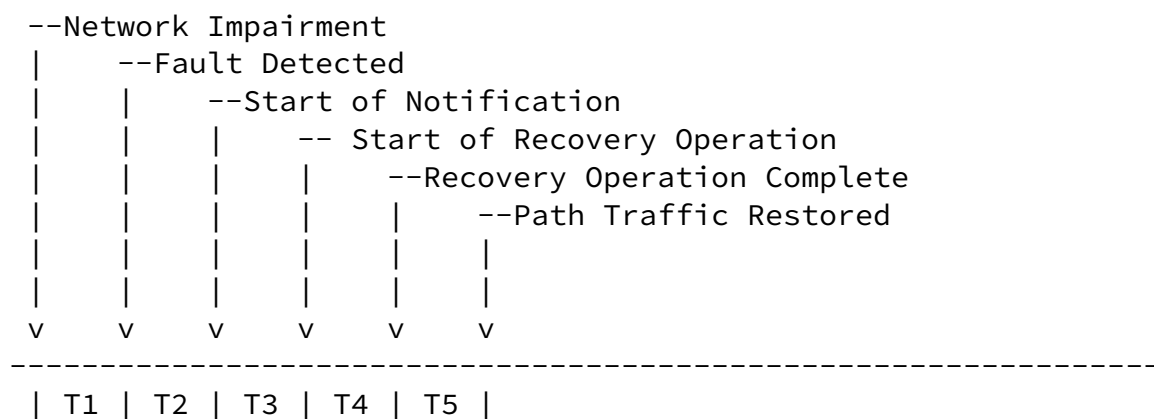 --Network Impairment
|    --Fault Detected
|    |    --Start of Notification
|    |    |    -- Start of Recovery Operation
|    |    |    |    --Recovery Operation Complete
|    |    |    |    |    --Path Traffic Restored
|    |    |    |    |    |
|    |    |    |    |    |
v    v    v    v    v    v
----------------------------------------------------------------
| T1 | T2 | T3 | T4 | T5 |